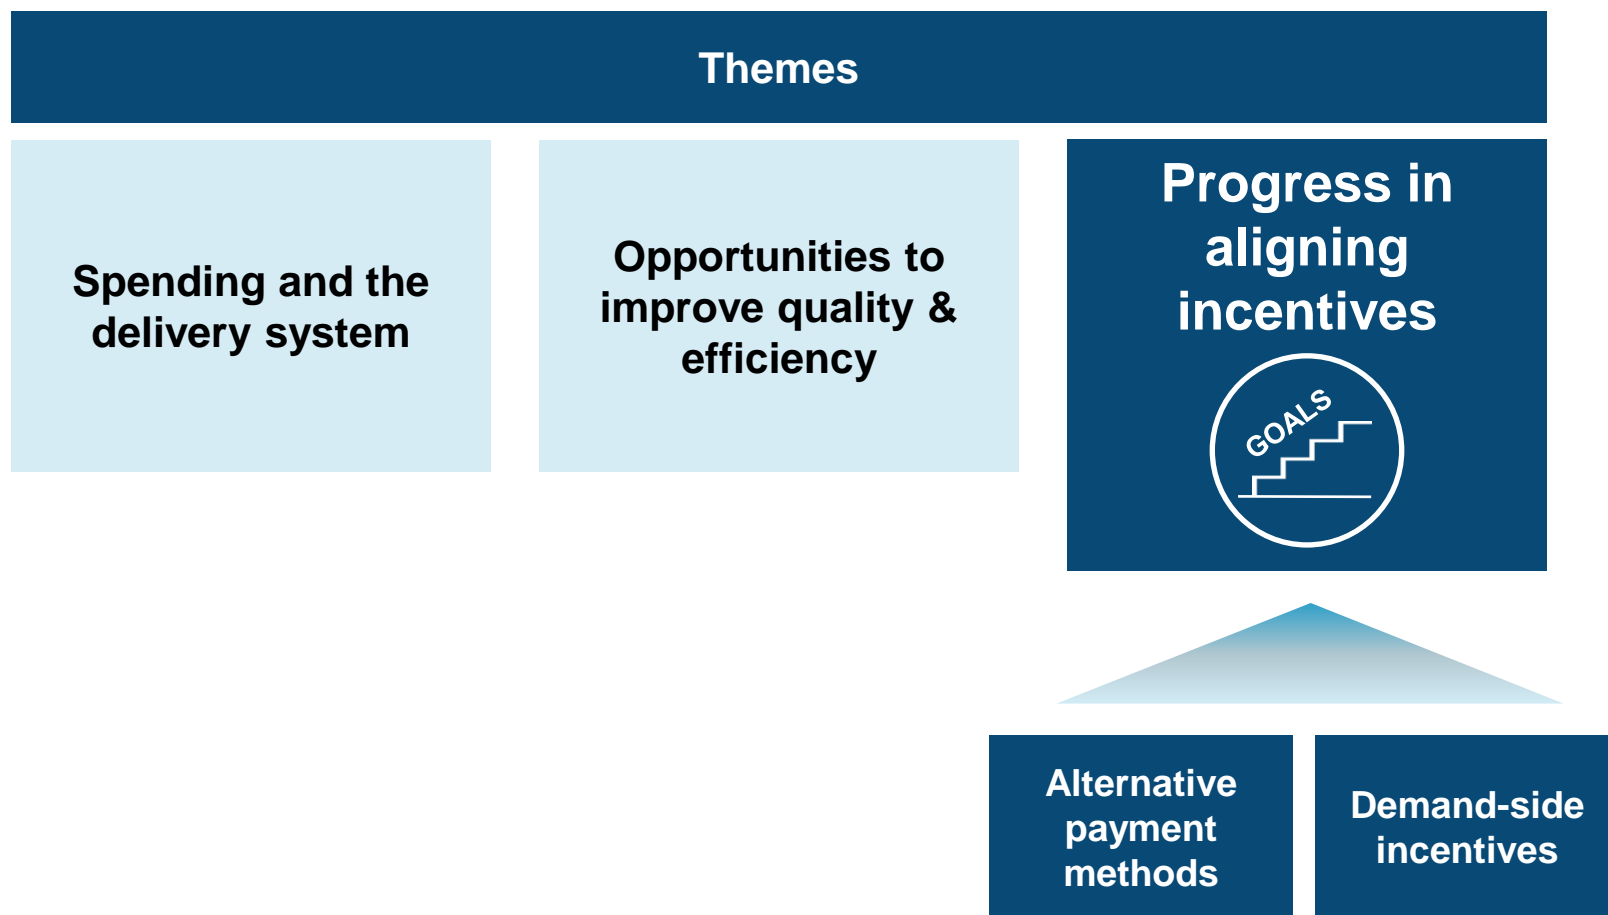 Themes
Spending and the
delivery system
Opportunities to
improve quality &
efficiency
Progress in
aligning
incentives
GOALS
Alternative
payment
methods
Demand-side
incentives